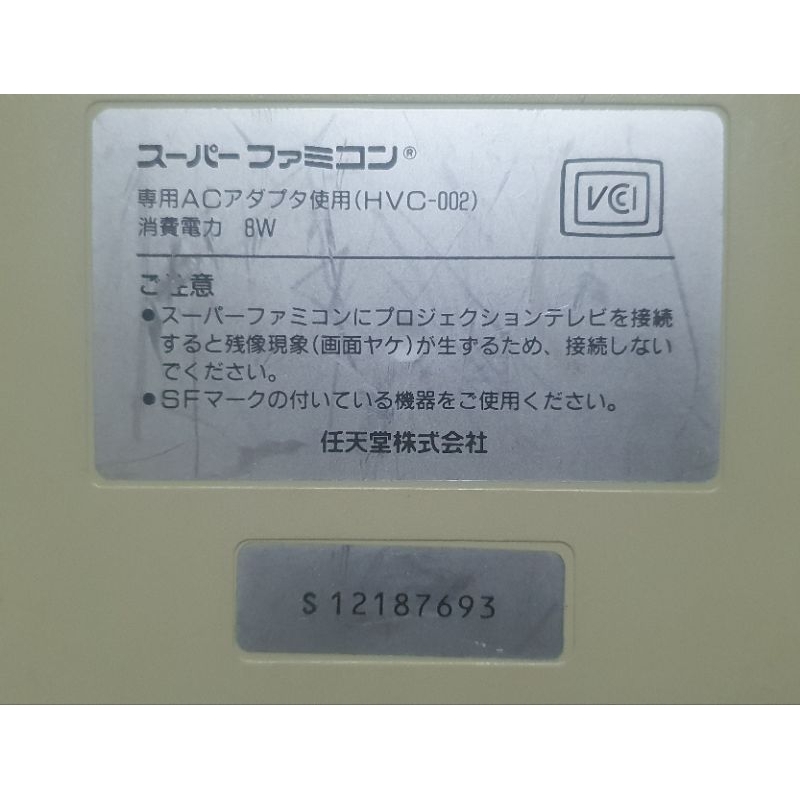 スーパーファミコン®
専用ACアダプタ使用(HVC-002)
消費電力 8W
VCCI
ご注意
●スーパーファミコンにプロジェクションテレビを接続
すると残像現象(画面ヤケ)が生ずるため、接続しない
でください。
●SFマークの付いている機器をご使用ください。
任天堂株式会社
S 12187693